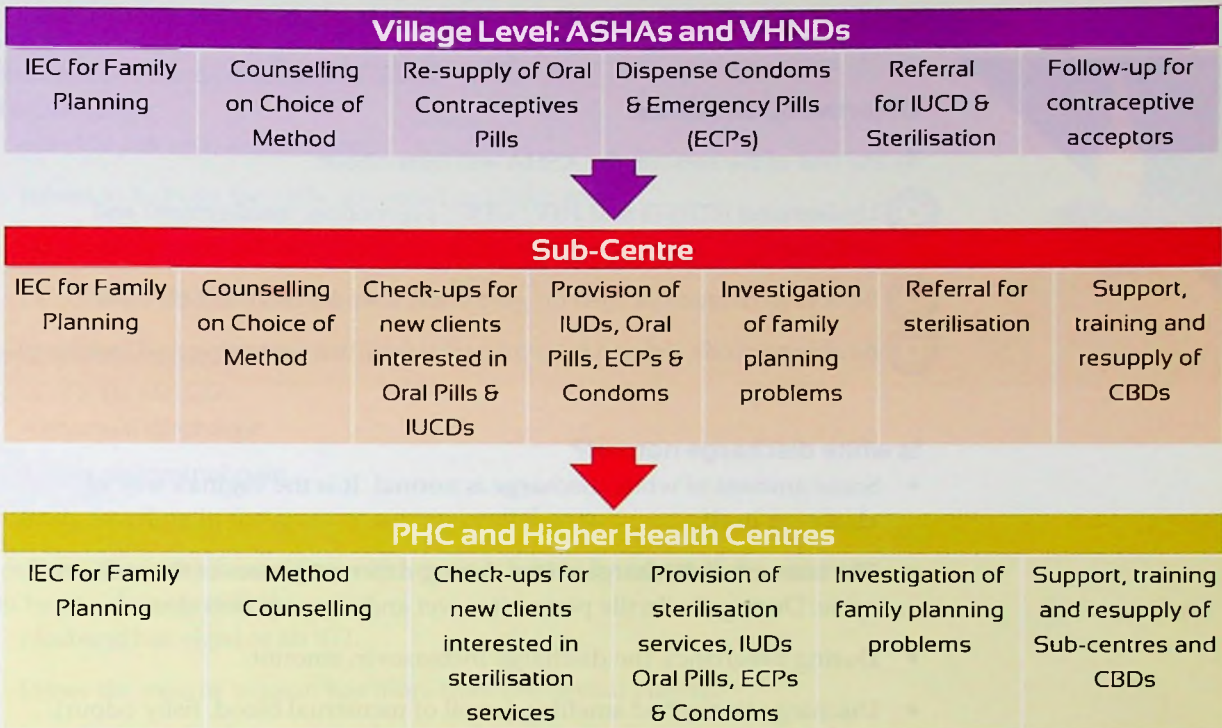 Village Level: ASHAs and VHNDs
IEC for Family
Planning
Counselling
on Choice of
Method
Re-supply of Oral
Contraceptives
Pills
Dispense Condoms
& Emergency Pills
(ECPs)
Referral
for IUCD &
Sterilisation
Follow-up for
contraceptive
acceptors
Sub-Centre
IEC for Family
Planning
Counselling
on Choice of
Method
Check-ups for
new clients
interested in
Oral Pills &
IUCDs
Provision of
IUDs, Oral
Pills, ECPs &
Condoms
Investigation
of family
planning
problems
Referral for
sterilisation
Support,
training and
resupply of
CBDs
PHC and Higher Health Centres
IEC for Family
Planning
Method
Counselling
Check-ups for
new clients
interested in
sterilisation
services
Provision of
sterilisation
services, IUDs
Oral Pills, ECPs
& Condoms
Investigation of
family planning
problems
Support, training
and resupply of
Sub-centres and
CBDs